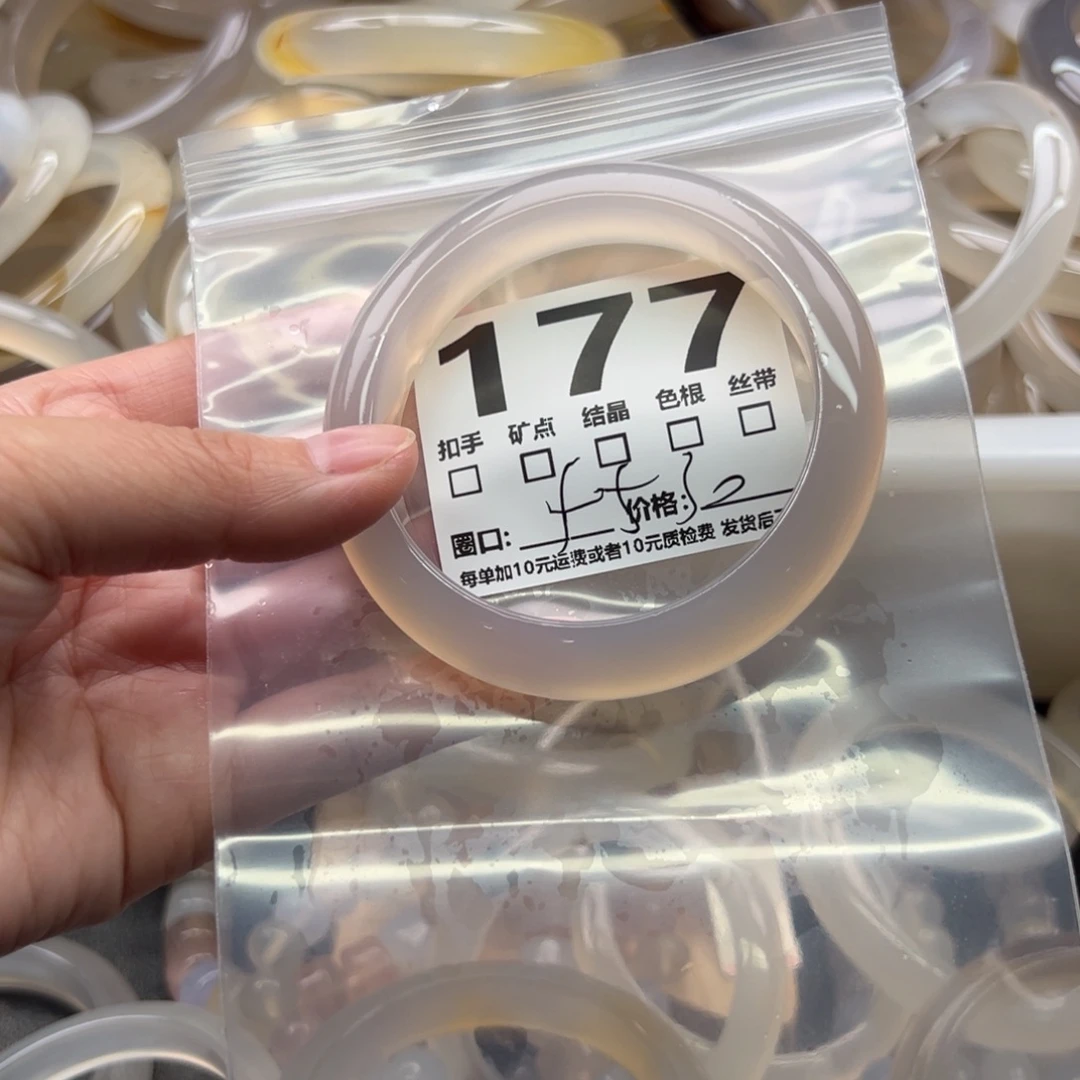 177
扣手 矿点 结晶 色根 丝带
圈口: 价格:
每单加10元运费或者10元质检费 发货后